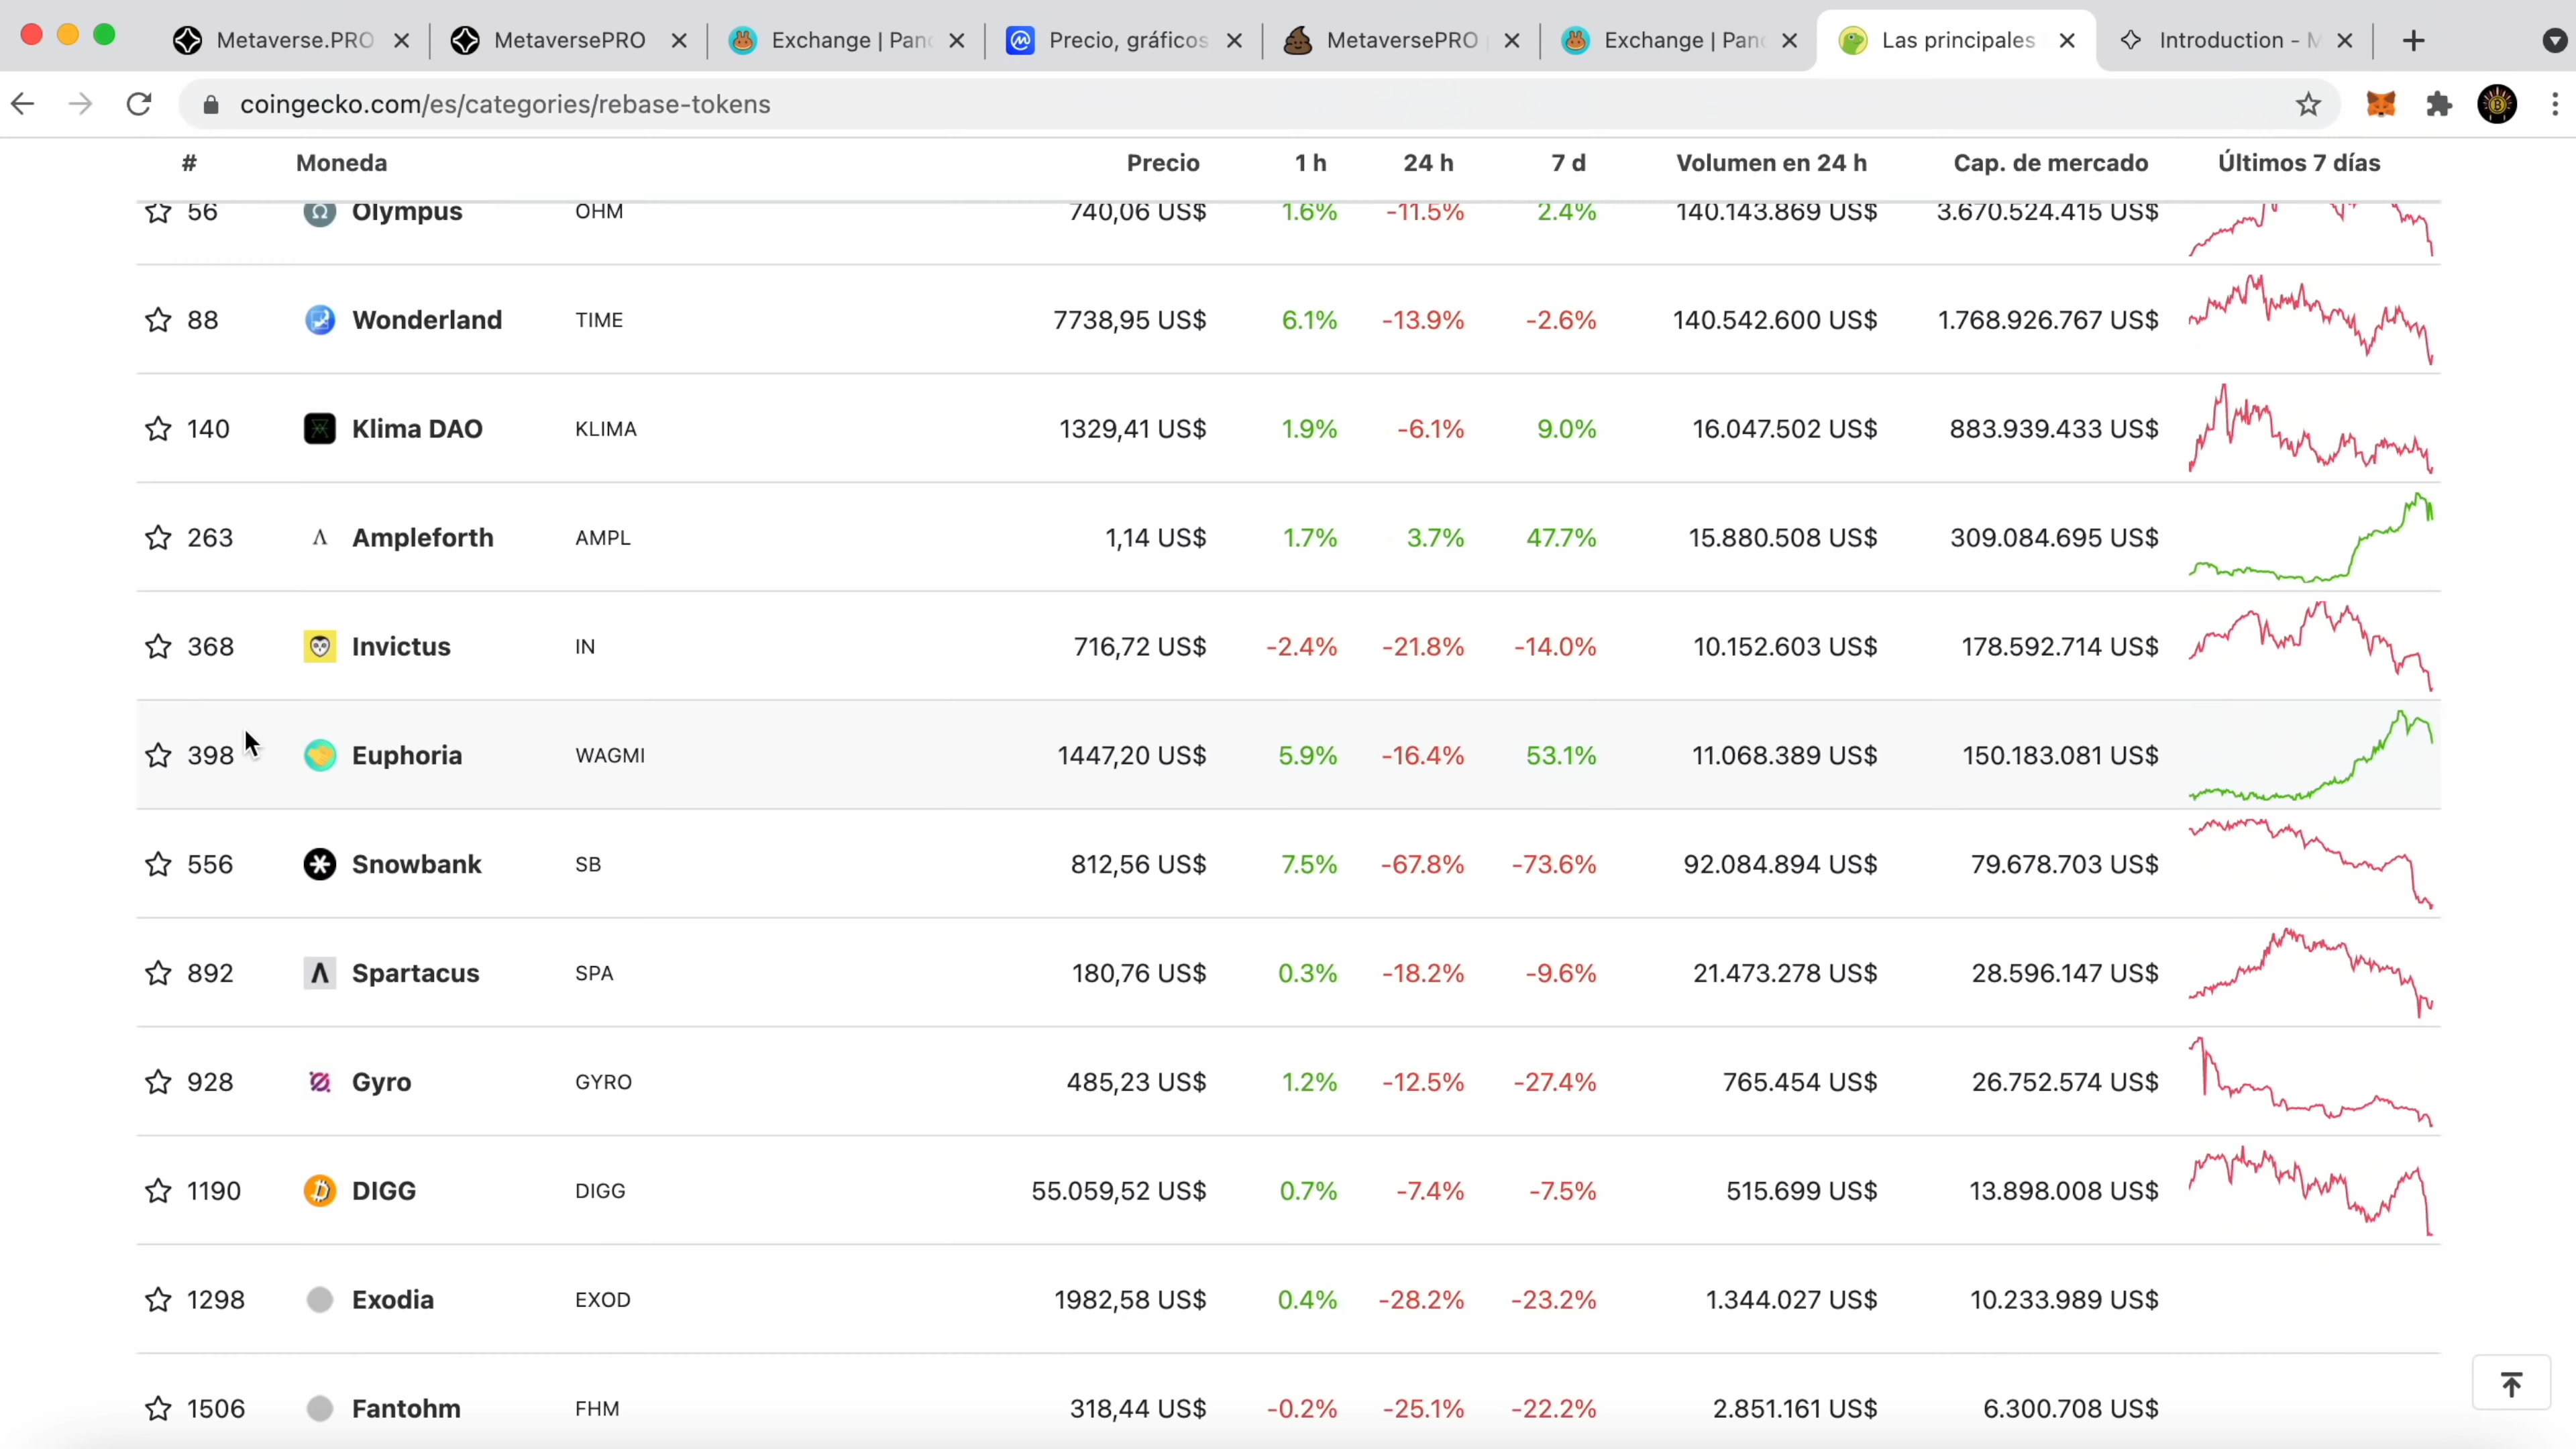 Metaverse.PRO
MetaversePRO
Exchange | Pan
Precio, gráficos
MetaversePRO
Exchange | Pan
Las principales
Introduction -
coingecko.com/es/categories/rebase-tokens
# Moneda Precio 1 h 24 h 7 d Volumen en 24 h Cap. de mercado Últimos 7 días
56 Olympus OHM 740,06 US$ 1.6% -11.5% 2.4% 140.143.869 US$ 3.670.524.415 US$
88 Wonderland TIME 7738,95 US$ 6.1% -13.9% -2.6% 140.542.600 US$ 1.768.926.767 US$
140 Klima DAO KLIMA 1329,41 US$ 1.9% -6.1% 9.0% 16.047.502 US$ 883.939.433 US$
263 Ampleforth AMPL 1,14 US$ 1.7% 3.7% 47.7% 15.880.508 US$ 309.084.695 US$
368 Invictus IN 716,72 US$ -2.4% -21.8% -14.0% 10.152.603 US$ 178.592.714 US$
398 Euphoria WAGMI 1447,20 US$ 5.9% -16.4% 53.1% 11.068.389 US$ 150.183.081 US$
556 Snowbank SB 812,56 US$ 7.5% -67.8% -73.6% 92.084.894 US$ 79.678.703 US$
892 Spartacus SPA 180,76 US$ 0.3% -18.2% -9.6% 21.473.278 US$ 28.596.147 US$
928 Gyro GYRO 485,23 US$ 1.2% -12.5% -27.4% 765.454 US$ 26.752.574 US$
1190 DIGG DIGG 55.059,52 US$ 0.7% -7.4% -7.5% 515.699 US$ 13.898.008 US$
1298 Exodia EXOD 1982,58 US$ 0.4% -28.2% -23.2% 1.344.027 US$ 10.233.989 US$
1506 Fantohm FHM 318,44 US$ -0.2% -25.1% -22.2% 2.851.161 US$ 6.300.708 US$